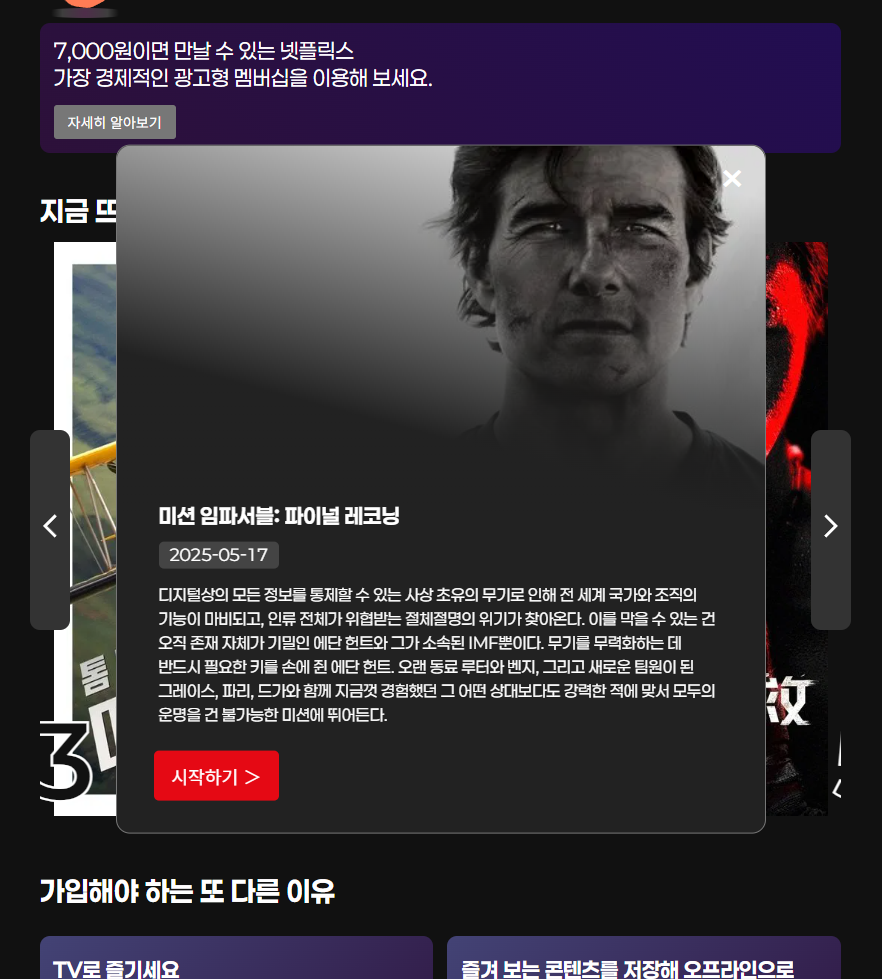 7,000원이면 만날 수 있는 넷플릭스
가장 경제적인 광고형 멤버십을 이용해 보세요.
자세히 알아보기
지금 뜨
미션 임파서블: 파이널 레코닝
2025-05-17
디지털상의 모든 정보를 통제할 수 있는 사상 초유의 무기로 인해 전 세계 국가와 조직의
기능이 마비되고, 인류 전체가 위협받는 절체절명의 위기가 찾아온다. 이를 막을 수 있는 건
오직 존재 자체가 기밀인 에단 헌트와 그가 소속된 IMF뿐이다. 무기를 무력화하는 데
반드시 필요한 키를 손에 쥔 에단 헌트. 오랜 동료 루터와 벤지, 그리고 새로운 팀원이 된
그레이스, 파리, 드가와 함께 지금껏 경험했던 그 어떤 상대보다도 강력한 적에 맞서 모두의
운명을 건 불가능한 미션에 뛰어든다.
톰
3
시작하기 >
가입해야 하는 또 다른 이유
TV로 즐기세요
즐겨 보는 콘텐츠를 저장해 오프라인으로